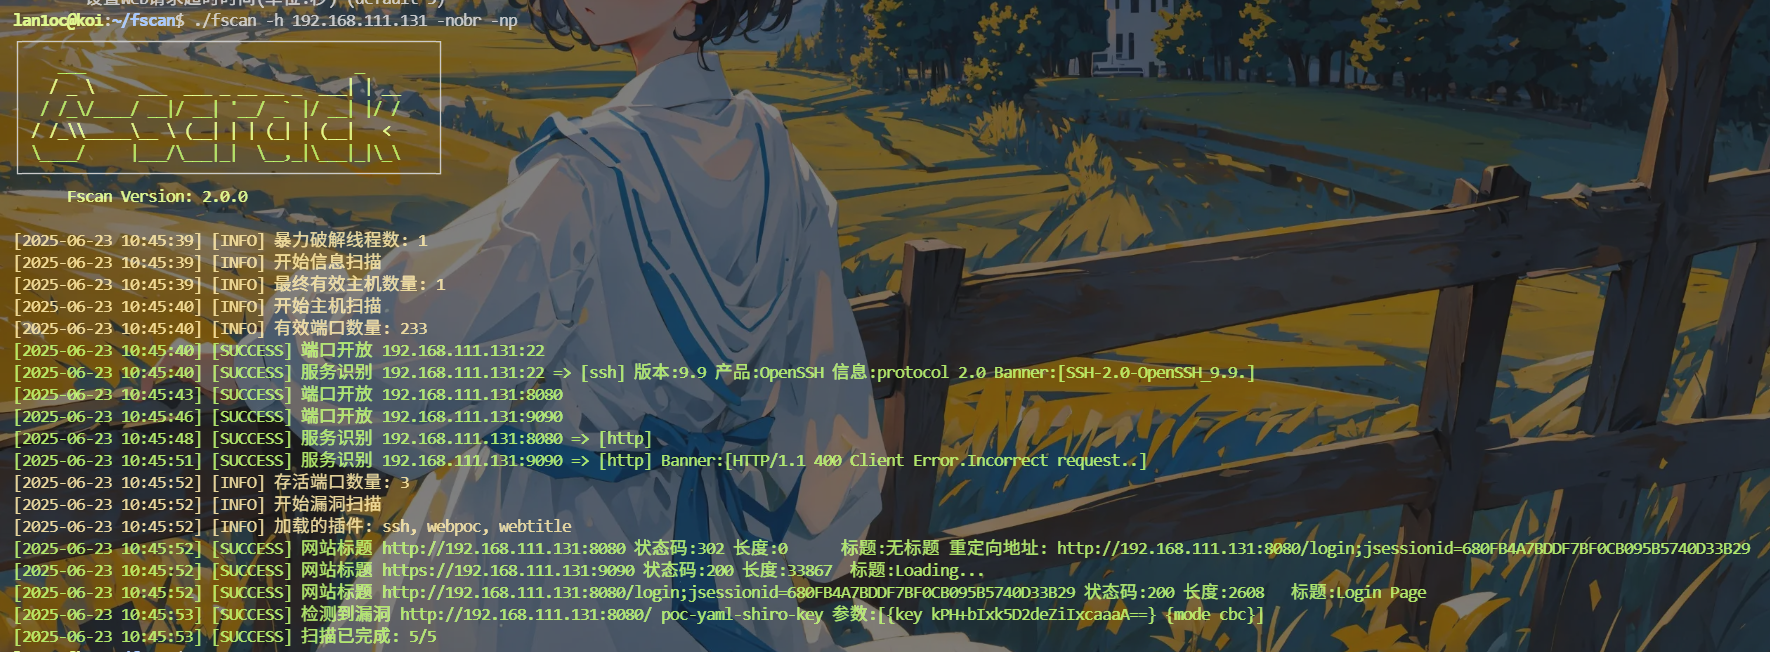 设置Web请求超时时间(单位:秒) (default 5)
lan1oc@koi:~/fscan$ ./fscan -h 192.168.111.131 -nobr -np
Fscan Version: 2.0.0
[2025-06-23 10:45:39] [INFO] 暴力破解线程数: 1
[2025-06-23 10:45:39] [INFO] 开始信息扫描
[2025-06-23 10:45:39] [INFO] 最终有效主机数量: 1
[2025-06-23 10:45:40] [INFO] 开始主机扫描
[2025-06-23 10:45:40] [INFO] 有效端口数量: 233
[2025-06-23 10:45:40] [SUCCESS] 端口开放 192.168.111.131:22
[2025-06-23 10:45:40] [SUCCESS] 服务识别 192.168.111.131:22 => [ssh] 版本:9.9 产品:OpenSSH 信息:protocol 2.0 Banner:[SSH-2.0-OpenSSH_9.9.]
[2025-06-23 10:45:43] [SUCCESS] 端口开放 192.168.111.131:8080
[2025-06-23 10:45:46] [SUCCESS] 端口开放 192.168.111.131:9090
[2025-06-23 10:45:48] [SUCCESS] 服务识别 192.168.111.131:8080 => [http]
[2025-06-23 10:45:51] [SUCCESS] 服务识别 192.168.111.131:9090 => [http] Banner:[HTTP/1.1 400 Client Error.Incorrect request..]
[2025-06-23 10:45:52] [INFO] 存活端口数量: 3
[2025-06-23 10:45:52] [INFO] 开始漏洞扫描
[2025-06-23 10:45:52] [INFO] 加载的插件: ssh, webpoc, webtitle
[2025-06-23 10:45:52] [SUCCESS] 网站标题 http://192.168.111.131:8080 状态码:302 长度:0 标题:无标题 重定向地址: http://192.168.111.131:8080/login;jsessionid=680FB4A7BDDF7BF0CB095B5740D33B29
[2025-06-23 10:45:52] [SUCCESS] 网站标题 https://192.168.111.131:9090 状态码:200 长度:33867 标题:Loading...
[2025-06-23 10:45:52] [SUCCESS] 网站标题 http://192.168.111.131:8080/login;jsessionid=680FB4A7BDDF7BF0CB095B5740D33B29 状态码:200 长度:2608 标题:Login Page
[2025-06-23 10:45:53] [SUCCESS] 检测到漏洞 http://192.168.111.131:8080/ poc-yaml-shiro-key 参数:[{key kPH+bIxk5D2deZiIxcaaaA==} {mode cbc}]
[2025-06-23 10:45:53] [SUCCESS] 扫描已完成: 5/5